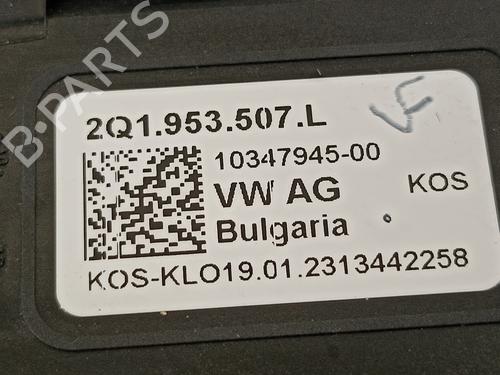 B-PARTS
2Q1.953.507.L
10347945-00
VW AG KOS
Bulgaria
KOS-KLO19.01.2313442258